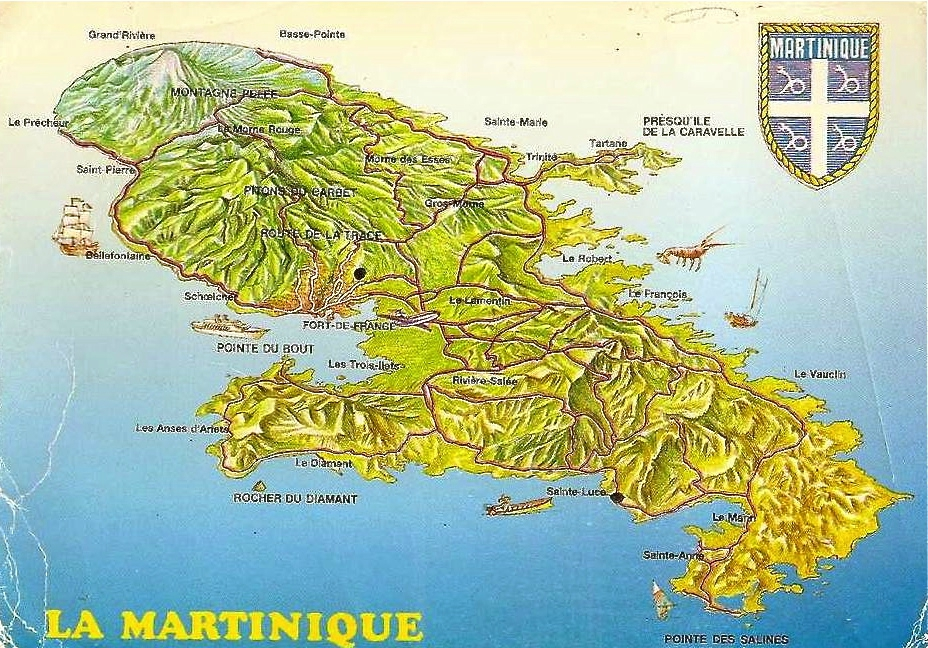 Grand'Rivière
Basse-Pointe
MARTINIQUE
MONTAGNE PELEE
Le Prêcheur
Le Morne Rouge
Sainte-Marie
PRESQU'ILE
DE LA CARAVELLE
Tartane
Trinité
Morne des Esses
Saint-Pierre
PITONS DU CARBET
Gros-Morne
ROUTE DE LA TRACE
Bellefontaine
Le Robert
Schœlcher
Le François
Le Lamentin
FORT-DE-FRANCE
POINTE DU BOUT
Les Trois-Ilets
Rivière-Salée
Le Vauclin
Les Anses d'Arlets
Le Diamant
ROCHER DU DIAMANT
Sainte-Luce
Le Marin
Sainte-Anne
LA MARTINIQUE
POINTE DES SALINES